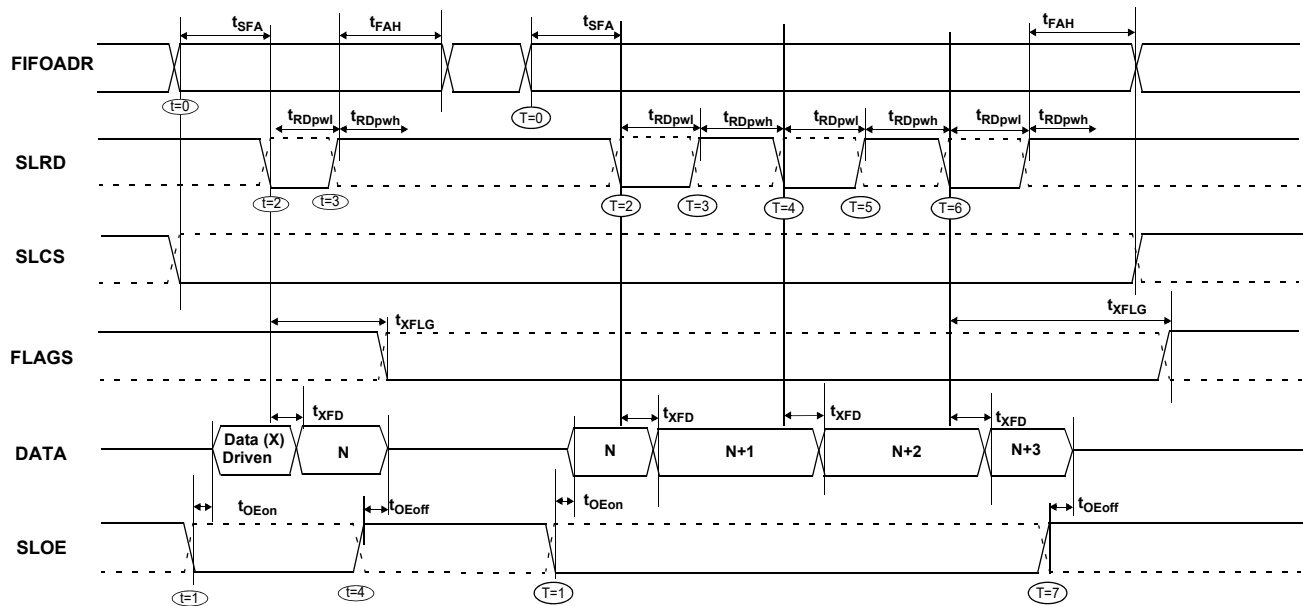 tSFA tFAH tSFA tFAH
FIFOADR
t=0 T=0
tRDpwl tRDpwh tRDpwl tRDpwh tRDpwl tRDpwh tRDpwl tRDpwh
SLRD
t=2 t=3 T=2 T=3 T=4 T=5 T=6
SLCS
tXFLG tXFLG
FLAGS
tXFD tXFD tXFD tXFD
DATA
Data (X)
Driven
N N N+1 N+2 N+3
tOEon tOEoff tOEon tOEoff
SLOE
t=1 t=4 T=1 T=7